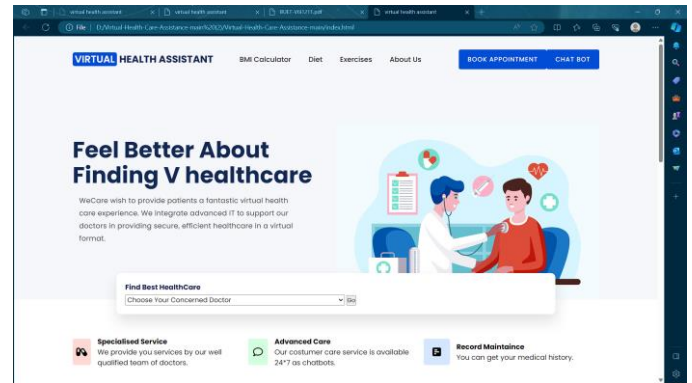 virtual health assistant
virtual health assistant
virtual health assistant
File D:/Virtual-Health-Care-Assistance-main%20(2)/Virtual-Health-Care-Assistance-main/index.html
VIRTUAL HEALTH ASSISTANT
BMI Calculator Diet Exercises About Us
BOOK APPOINTMENT CHAT BOT
Feel Better About
Finding V healthcare
WeCare wish to provide patients a fantastic virtual health
care experience. We Integrate advanced IT to support our
doctors in providing secure, efficient healthcare in a virtual
format.
Find Best HealthCare
Choose Your Concerned Doctor Go
Specialised Service
We provide you services by our well
qualified team of doctors.
Advanced Care
Our costumer care service is available
24*7 as chatbots.
Record Maintaince
You can get your medical history.